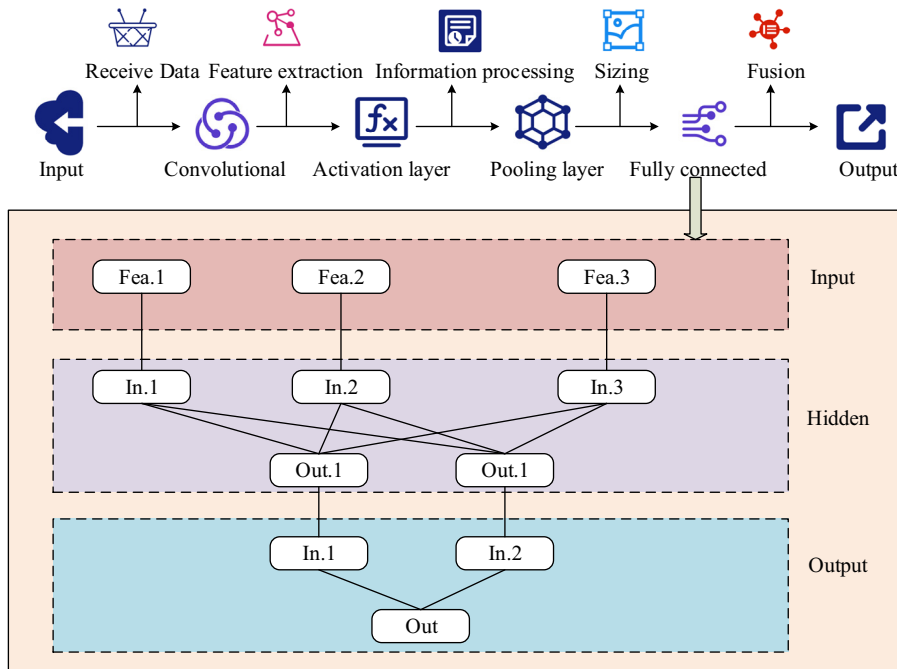 Receive Data Feature extraction Information processing Sizing Fusion
fx
Input Convolutional Activation layer Pooling layer Fully connected Output
Fea.1 Fea.2 Fea.3 Input
In.1 In.2 In.3
Hidden
Out.1 Out.1
In.1 In.2
Output
Out